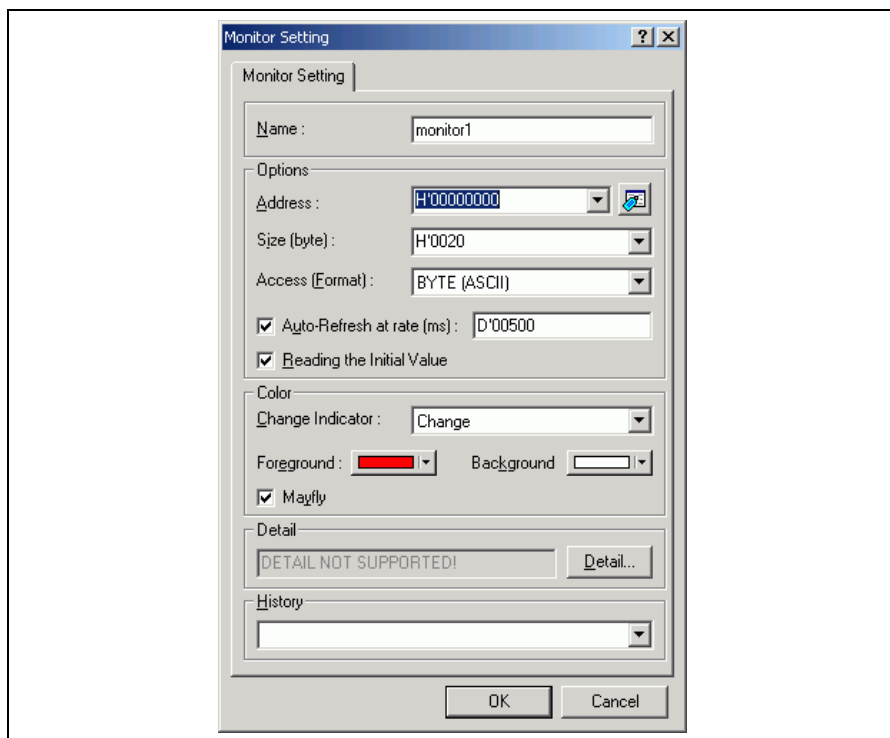 Monitor Setting
Monitor Setting
Name : monitor1
Options
Address : H'00000000
Size (byte) : H'0020
Access (Format) : BYTE (ASCII)
Auto-Refresh at rate (ms) : D'00500
Reading the Initial Value
Color
Change Indicator : Change
Foreground : Background
Mayfly
Detail
DETAIL NOT SUPPORTED! Detail...
History
OK Cancel